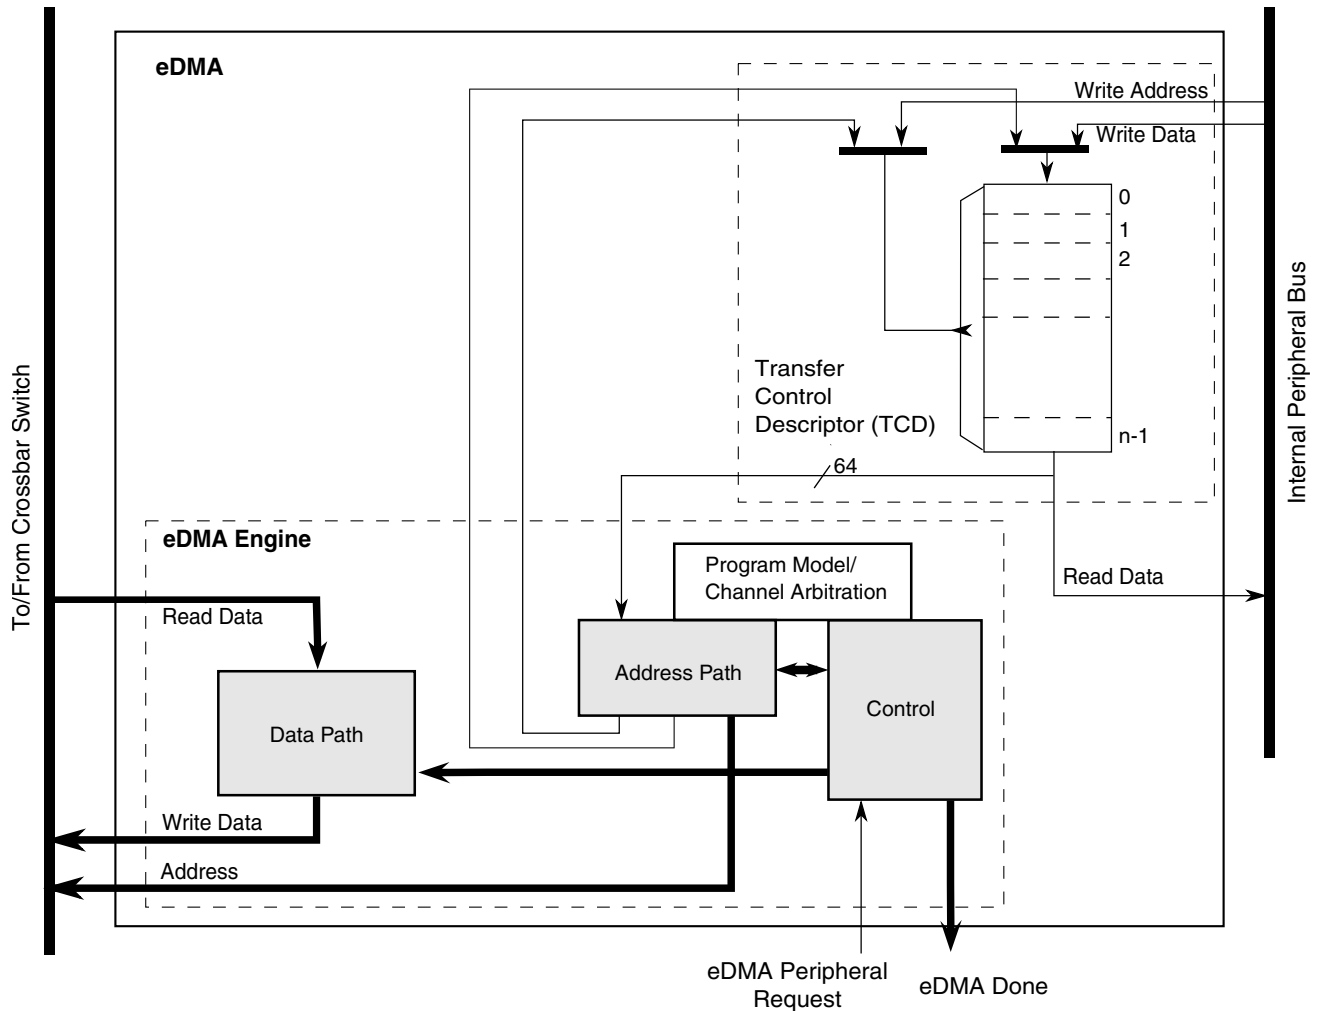 eDMA
Write Address
Write Data
0
1
2
n-1
Transfer
Control
Descriptor (TCD)
64
To/From Crossbar Switch
Internal Peripheral Bus
eDMA Engine
Program Model/
Channel Arbitration
Read Data
Read Data
Address Path
Control
Data Path
Write Data
Address
eDMA Peripheral
Request
eDMA Done